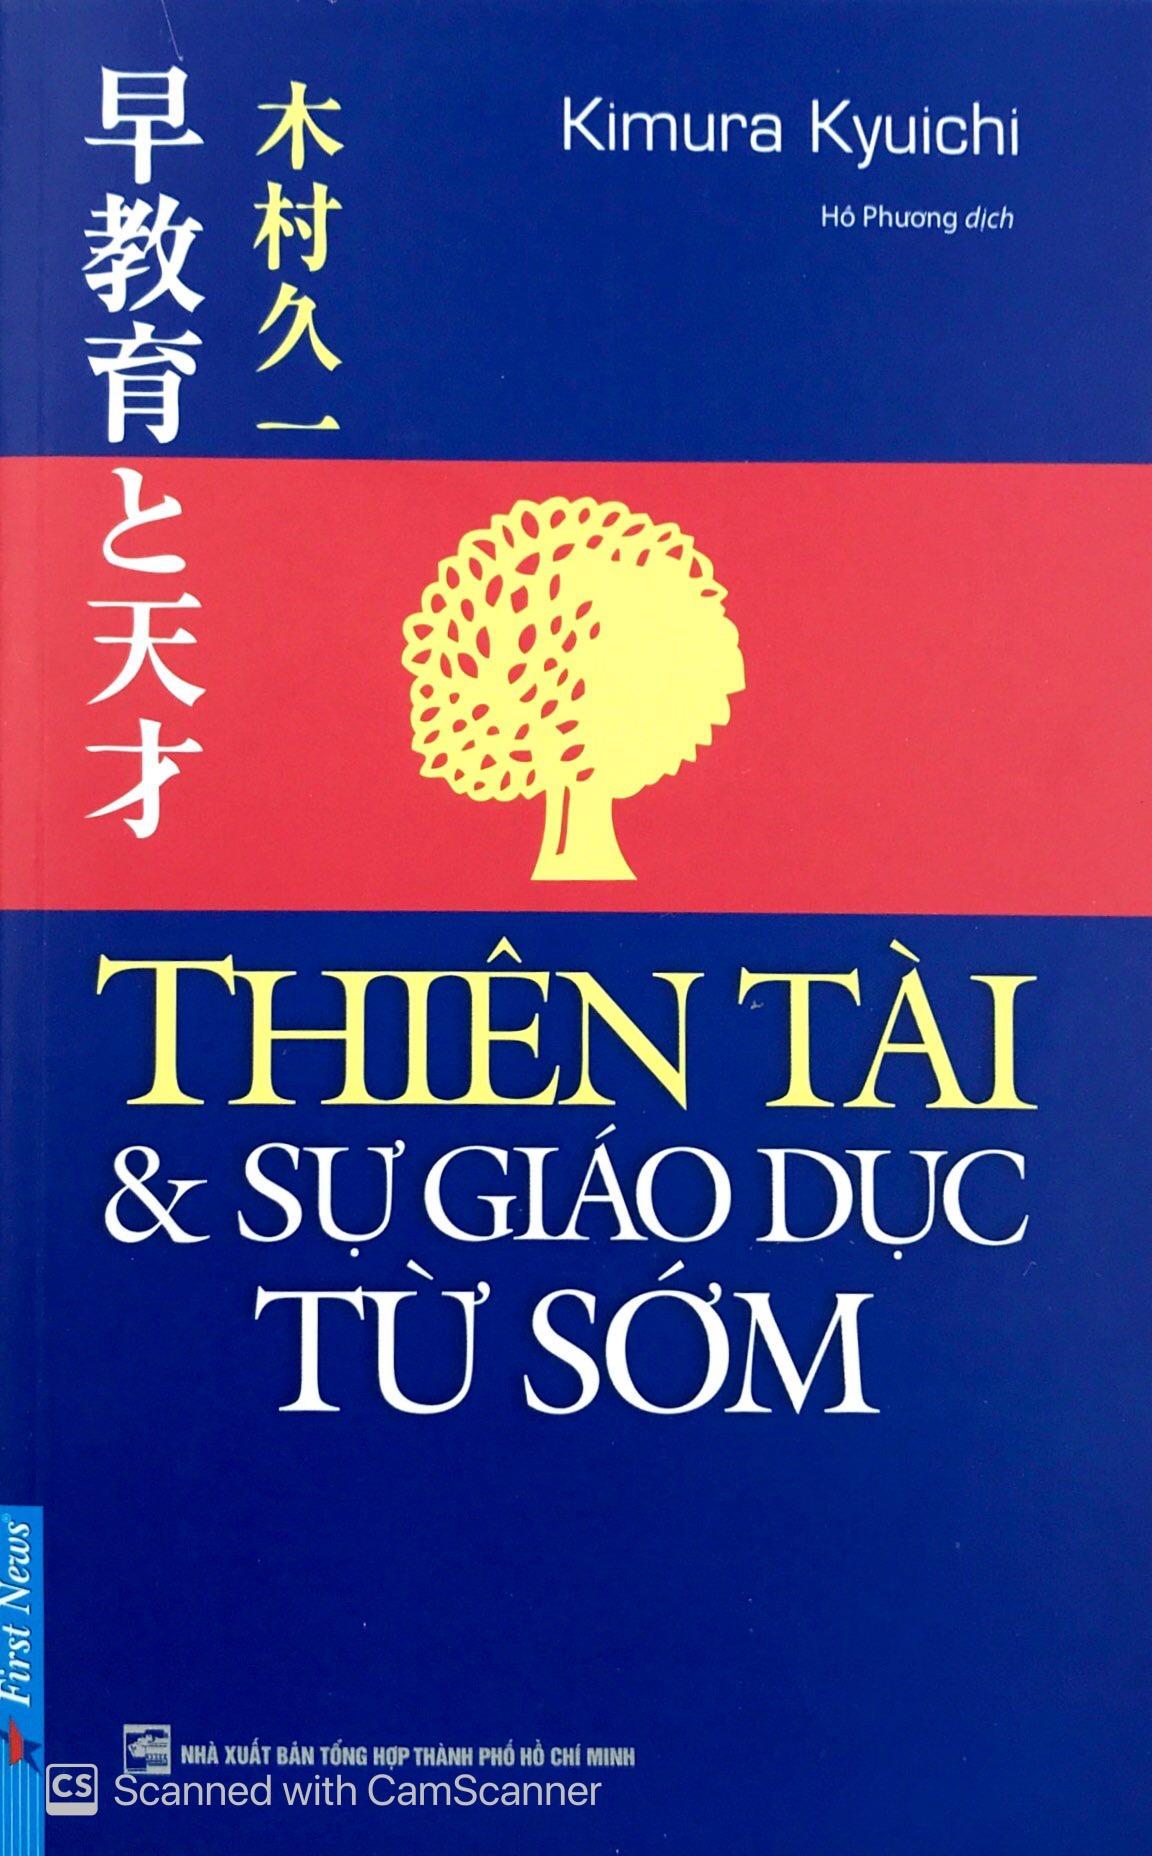 木村久一
早教育と天才
Kimura Kyuichi
Hồ Phương dịch
THIÊN TÀI
& SỰ GIÁO DỤC
TỪ SỚM
First News
NHÀ XUẤT BẢN TỔNG HỢP THÀNH PHỐ HỒ CHÍ MINH
CS Scanned with CamScanner